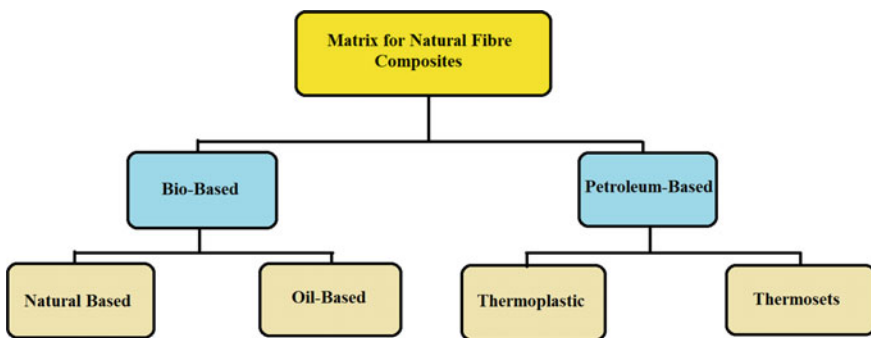 Matrix for Natural Fibre
Composites
Bio-Based
Petroleum-Based
Natural Based
Oil-Based
Thermoplastic
Thermosets